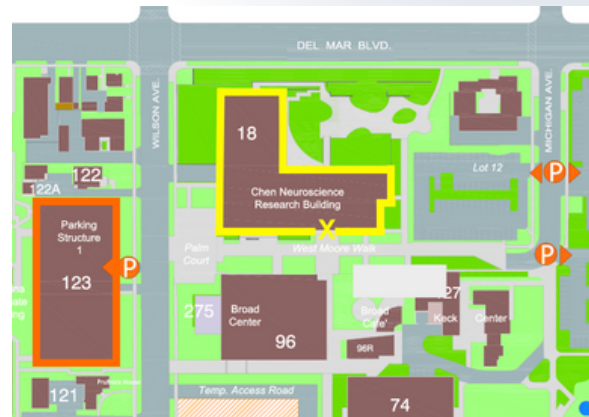 DEL MAR BLVD.
WILSON AVE.
MICHIGAN AVE.
18
Chen Neuroscience
Research Building
Lot 12
P
122
122A
Parking
Structure
1
P
123
X
West Moore Walk
Palm
Court
P
275
Broad
Center
96
Broad
Cafe'
96R
127
Keck
Center
121
Temp. Access Road
74